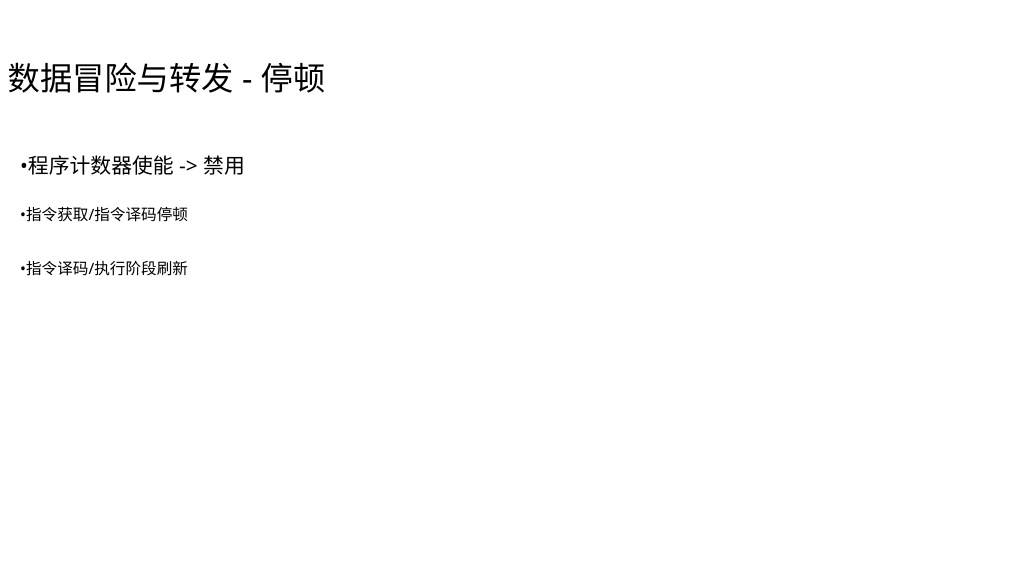 数据冒险与转发 - 停顿
•程序计数器使能 -> 禁用
•指令获取/指令译码停顿
•指令译码/执行阶段刷新